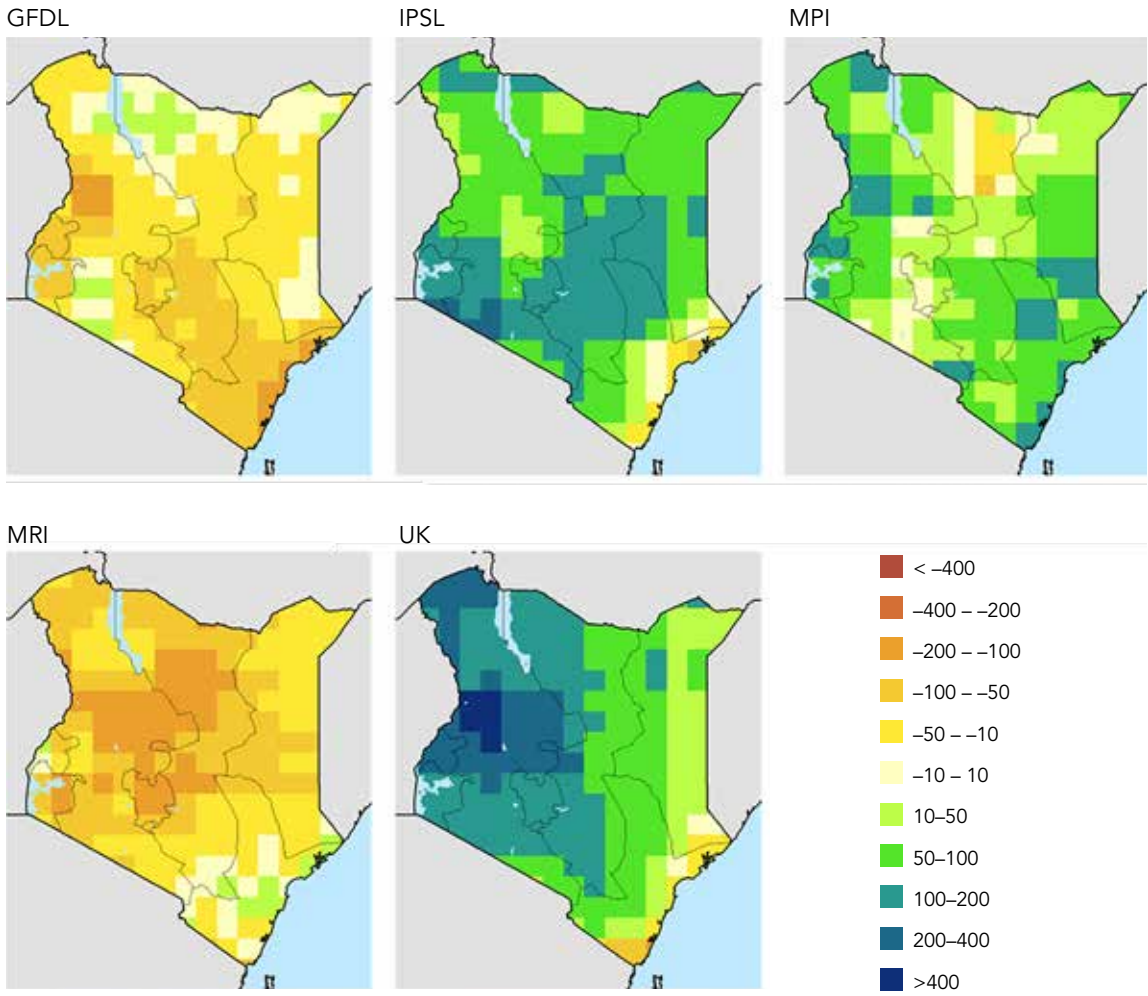 GFDL
IPSL
MPI
MRI
UK
< –400
–400 – –200
–200 – –100
–100 – –50
–50 – –10
–10 – 10
10–50
50–100
100–200
200–400
>400